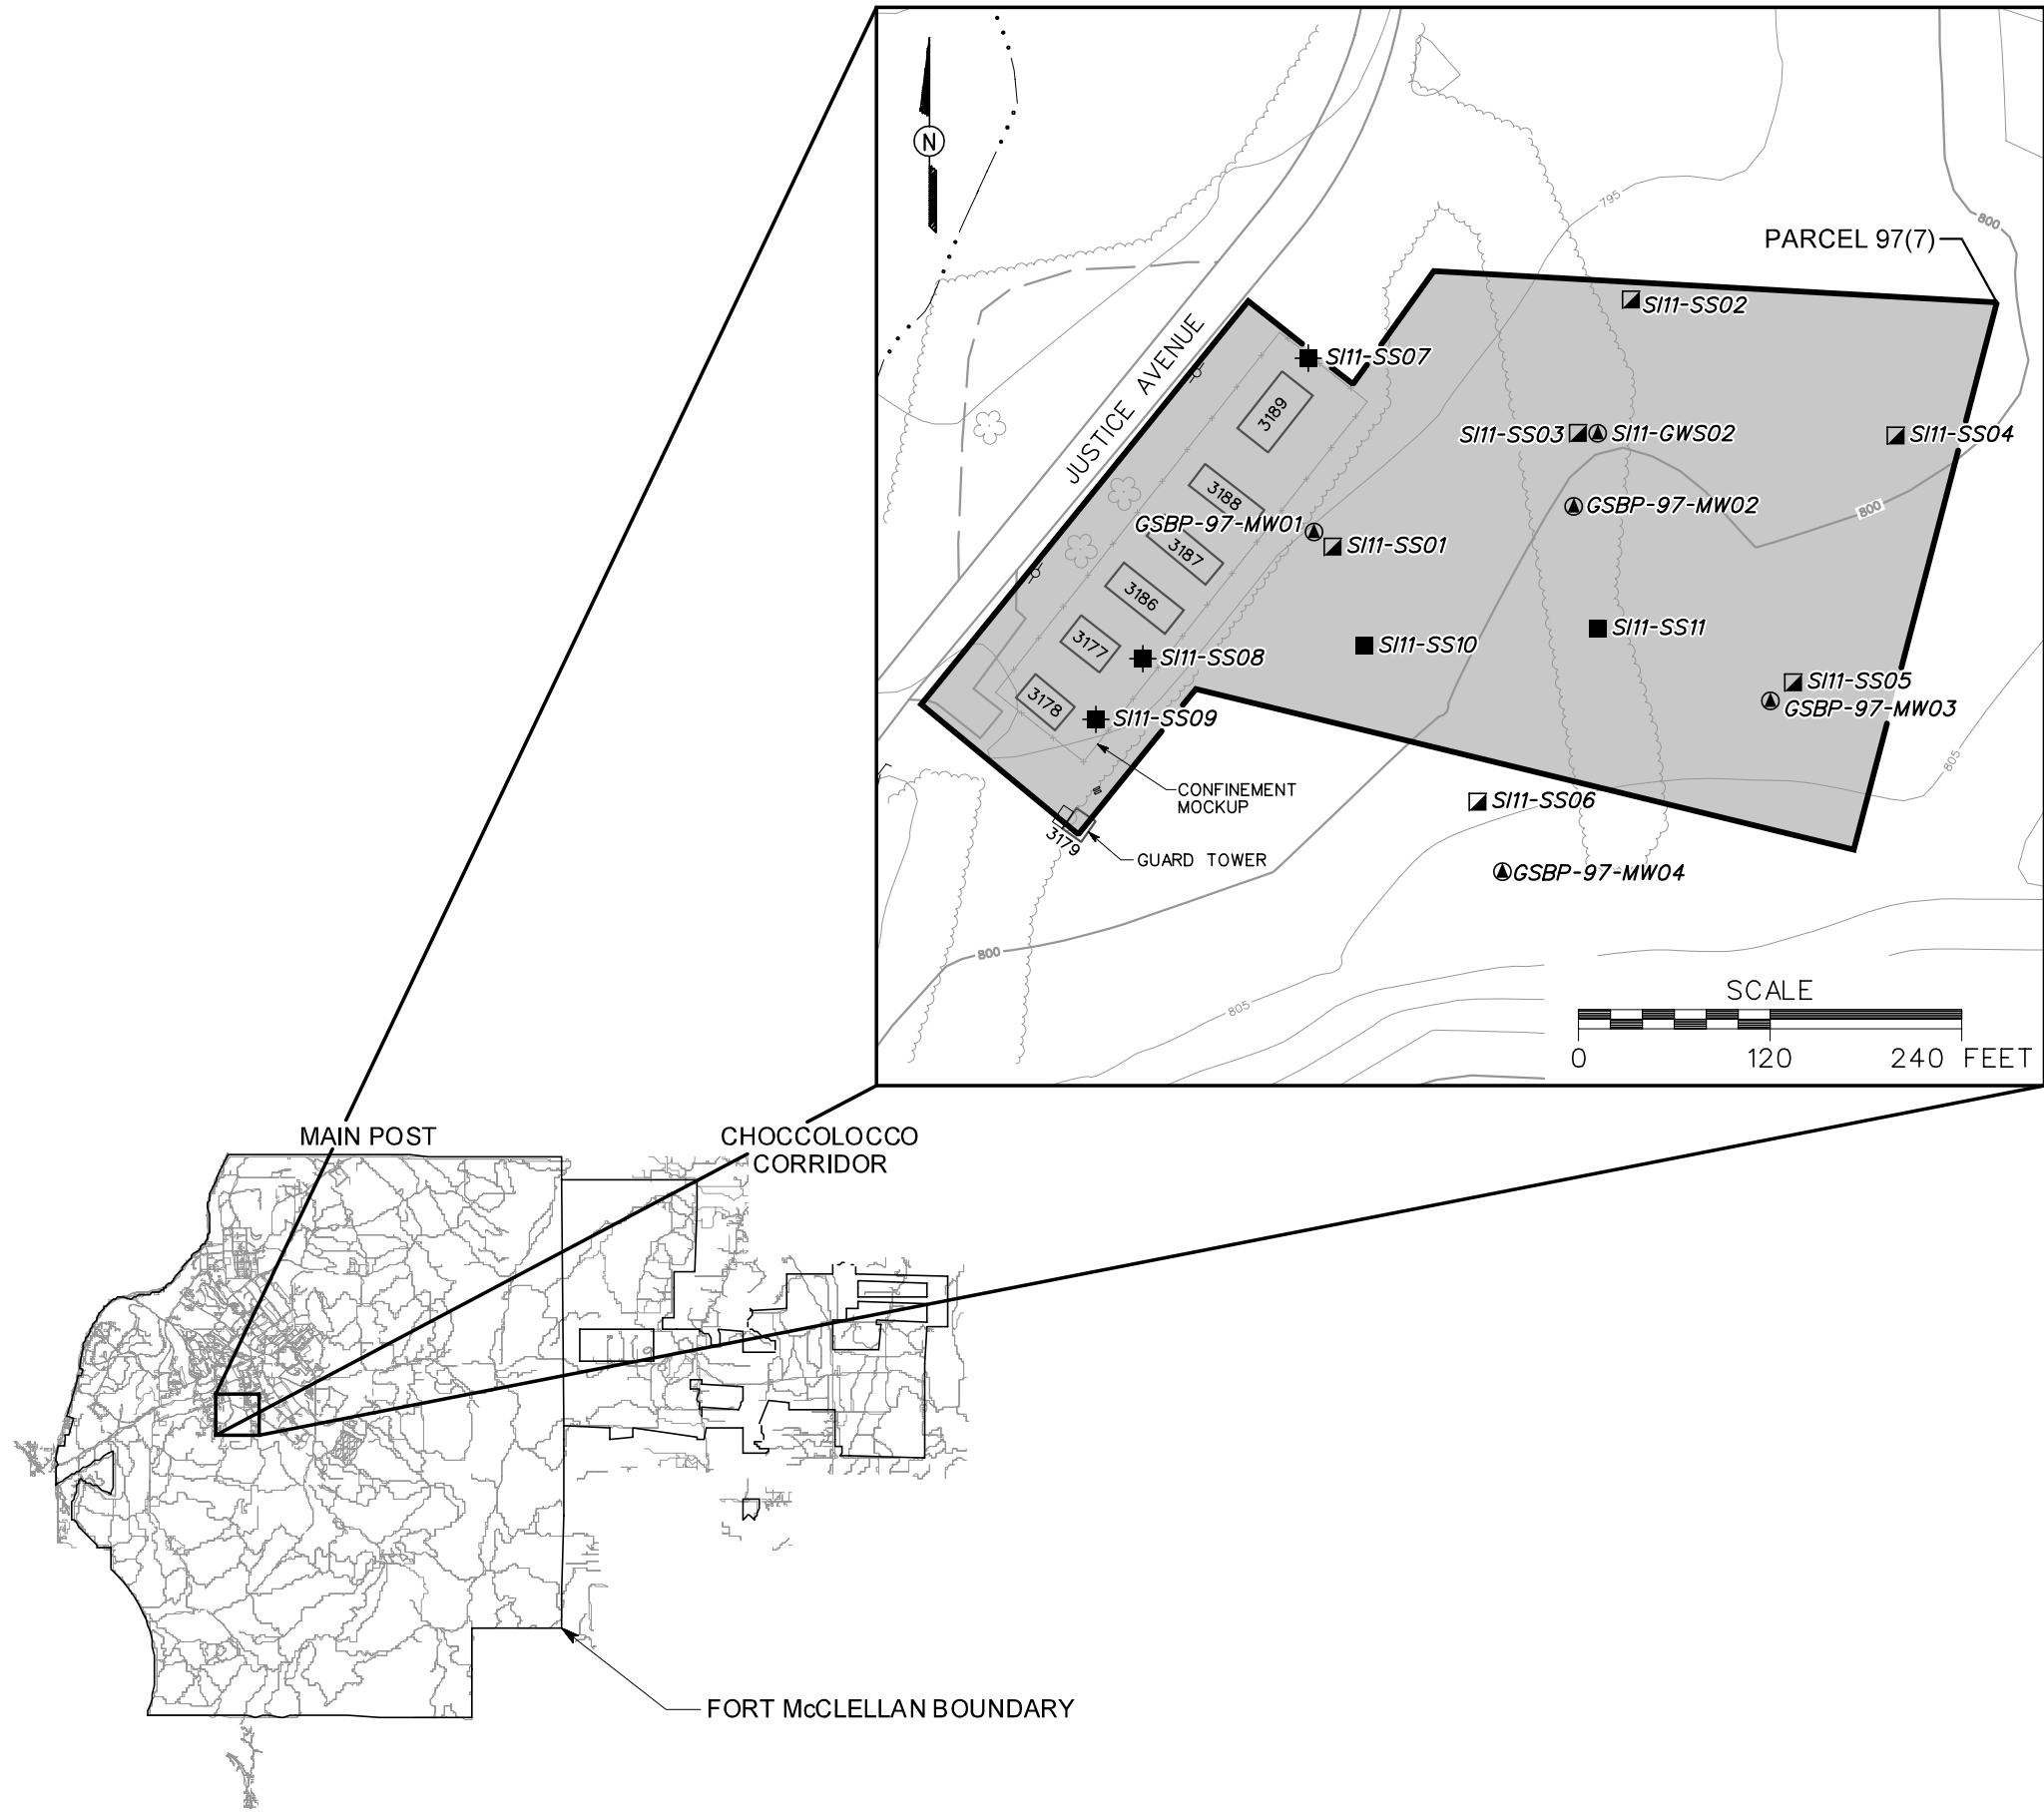 N
795
800
PARCEL 97(7)
SI11-SS02
JUSTICE AVENUE
SI11-SS07
3189
SI11-SS03
SI11-GWS02
SI11-SS04
3188
GSBP-97-MW02
800
GSBP-97-MW01
SI11-SS01
3187
3186
SI11-SS11
3177
SI11-SS08
SI11-SS10
SI11-SS05
3178
GSBP-97-MW03
SI11-SS09
805
CONFINEMENT
MOCKUP
SI11-SS06
3179
GUARD TOWER
GSBP-97-MW04
800
805
SCALE
0 120 240 FEET
MAIN POST
CHOCCOLOCCO
CORRIDOR
FORT McCLELLAN BOUNDARY